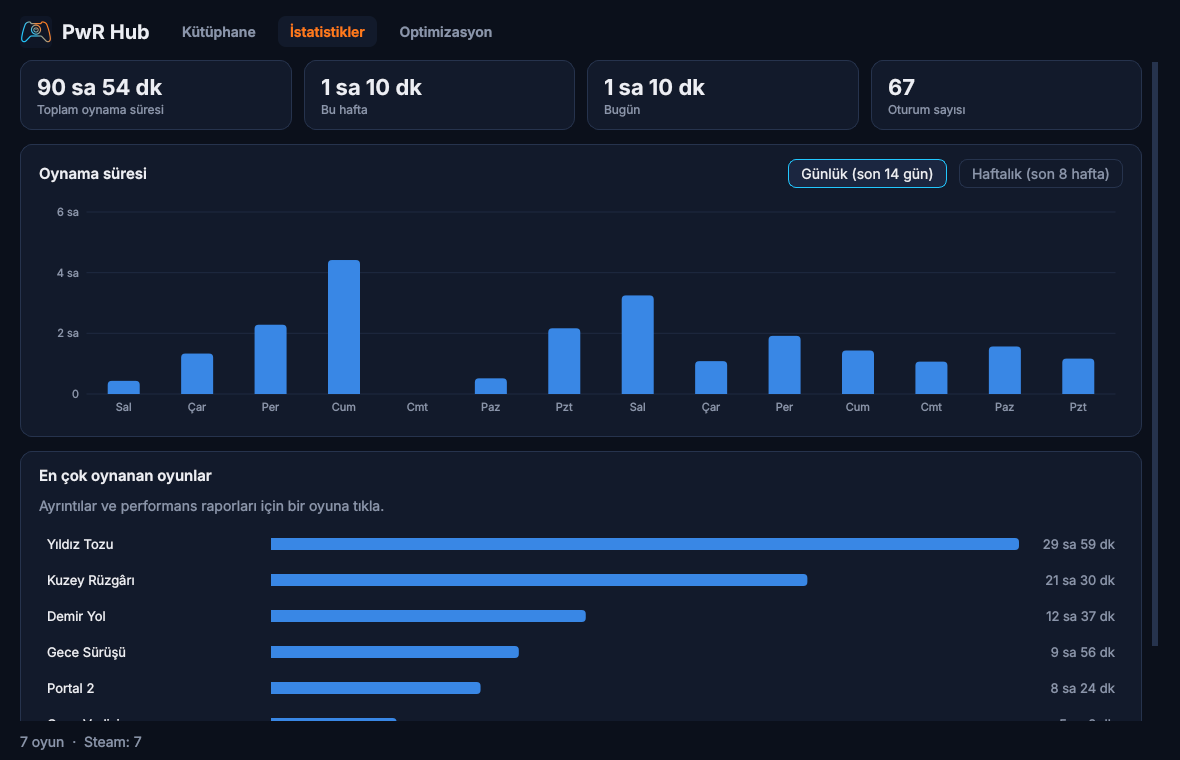 PwR Hub Kütüphane İstatistikler Optimizasyon
90 sa 54 dk
Toplam oynama süresi
1 sa 10 dk
Bu hafta
1 sa 10 dk
Bugün
67
Oturum sayısı
Oynama süresi
Günlük (son 14 gün) Haftalık (son 8 hafta)
6 sa
4 sa
2 sa
0
Sal Çar Per Cum Cmt Paz Pzt Sal Çar Per Cum Cmt Paz Pzt
En çok oynanan oyunlar
Ayrıntılar ve performans raporları için bir oyuna tıkla.
Yıldız Tozu 29 sa 59 dk
Kuzey Rüzgârı 21 sa 30 dk
Demir Yol 12 sa 37 dk
Gece Sürüşü 9 sa 56 dk
Portal 2 8 sa 24 dk
7 oyun · Steam: 7